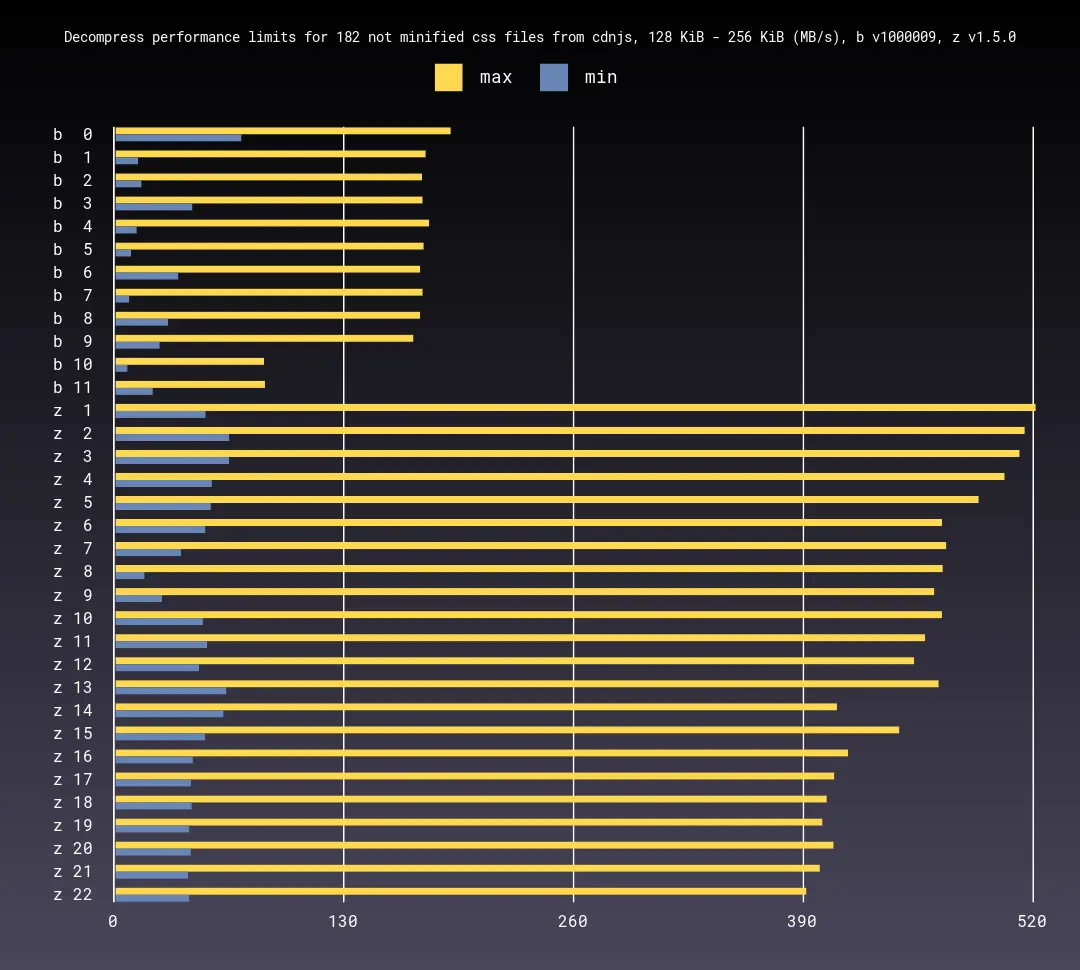 Decompress performance limits for 182 not minified css files from cdnjs, 128 KiB - 256 KiB (MB/s), b v1000009, z v1.5.0
max min
b 0
b 1
b 2
b 3
b 4
b 5
b 6
b 7
b 8
b 9
b 10
b 11
z 1
z 2
z 3
z 4
z 5
z 6
z 7
z 8
z 9
z 10
z 11
z 12
z 13
z 14
z 15
z 16
z 17
z 18
z 19
z 20
z 21
z 22
0 130 260 390 520